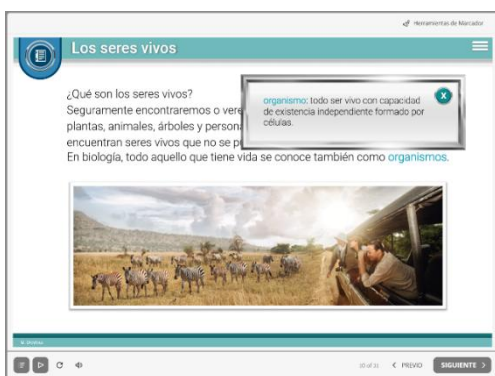 Herramientas de Marcador
Los seres vivos
¿Qué son los seres vivos?
Seguramente encontraremos o vere
plantas, animales, árboles y person
encuentran seres vivos que no se p
En biología, todo aquello que tiene vida se conoce también como organismos.
organismo: todo ser vivo con capacidad
de existencia independiente formado por
células.
X
PREVIO
SIGUIENTE